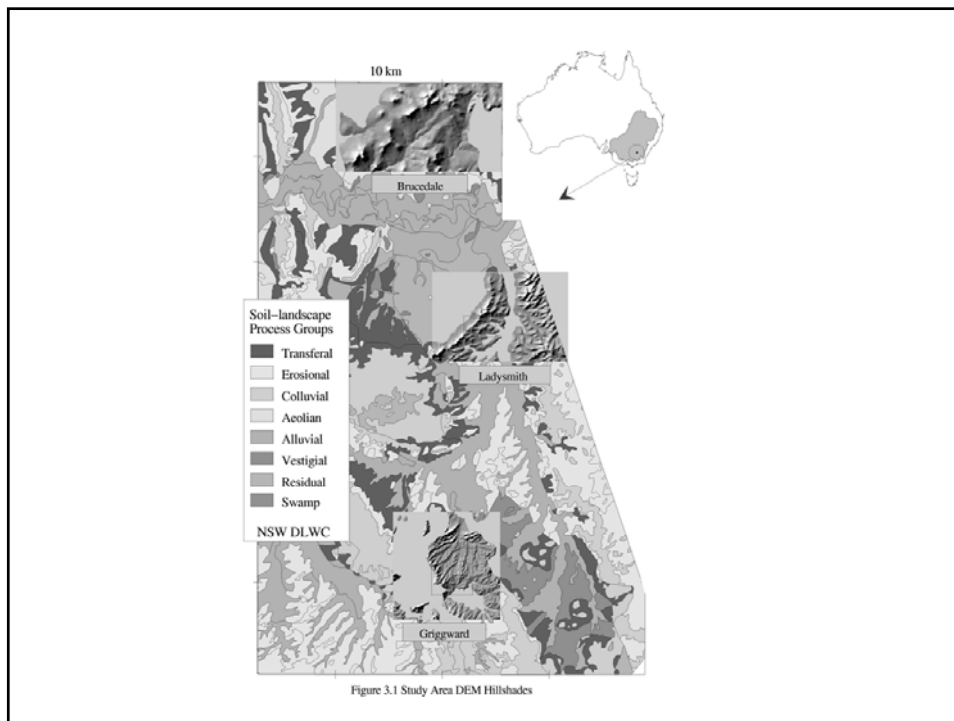 10 km
Brucedale
Soil-landscape
Process Groups
Transferal
Erosional
Colluvial
Aeolian
Alluvial
Vestigial
Residual
Swamp
NSW DLWC
Ladysmith
Griggward
Figure 3.1 Study Area DEM Hillshades